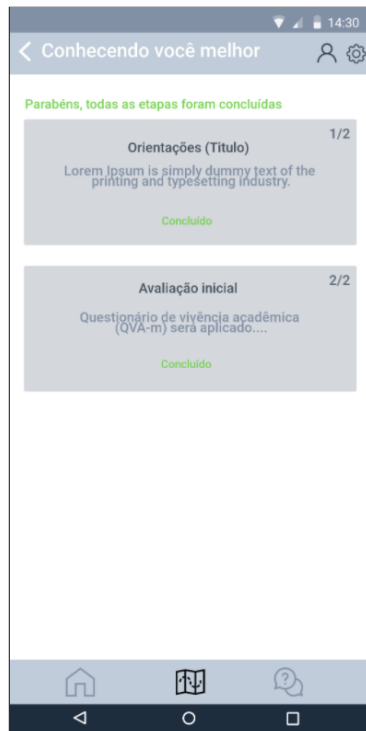 14:30
Conhecendo você melhor
Parabéns, todas as etapas foram concluídas
1/2
Orientações (Titulo)
Lorem Ipsum is simply dummy text of the
printing and typesetting industry.
Concluído
2/2
Avaliação inicial
Questionário de vivência acadêmica
(QVA-m) será aplicado....
Concluído
?